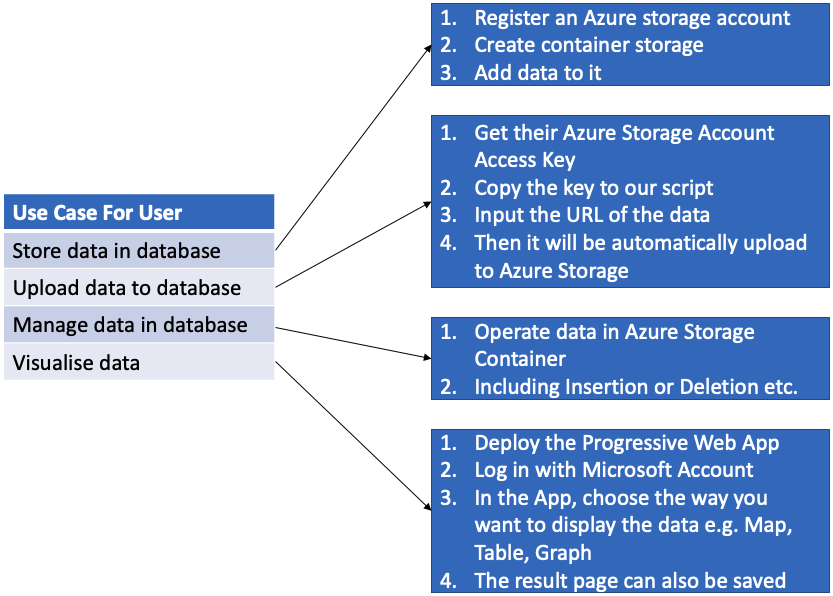 Use Case For User
Store data in database
Upload data to database
Manage data in database
Visualise data
1. Register an Azure storage account
2. Create container storage
3. Add data to it
1. Get their Azure Storage Account
Access Key
2. Copy the key to our script
3. Input the URL of the data
4. Then it will be automatically upload
to Azure Storage
1. Operate data in Azure Storage
Container
2. Including Insertion or Deletion etc.
1. Deploy the Progressive Web App
2. Log in with Microsoft Account
3. In the App, choose the way you
want to display the data e.g. Map,
Table, Graph
4. The result page can also be saved